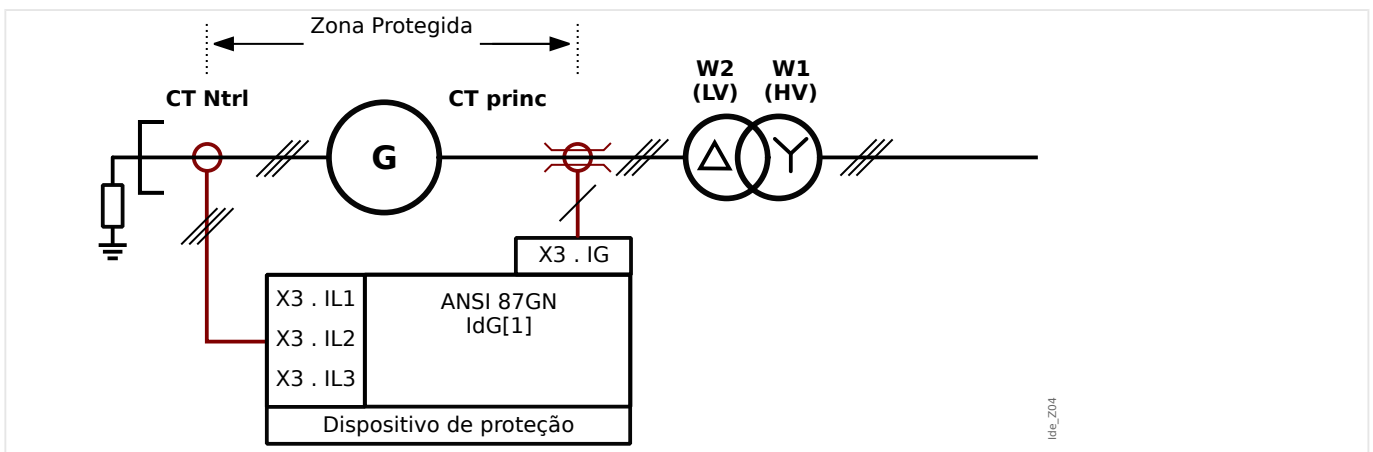 Zona Protegida
CT Ntrl
CT princ
W2
(LV)
W1
(HV)
G
X3 . IG
X3 . IL1
X3 . IL2
X3 . IL3
ANSI 87GN
IdG[1]
Dispositivo de proteção
Ide_Z04